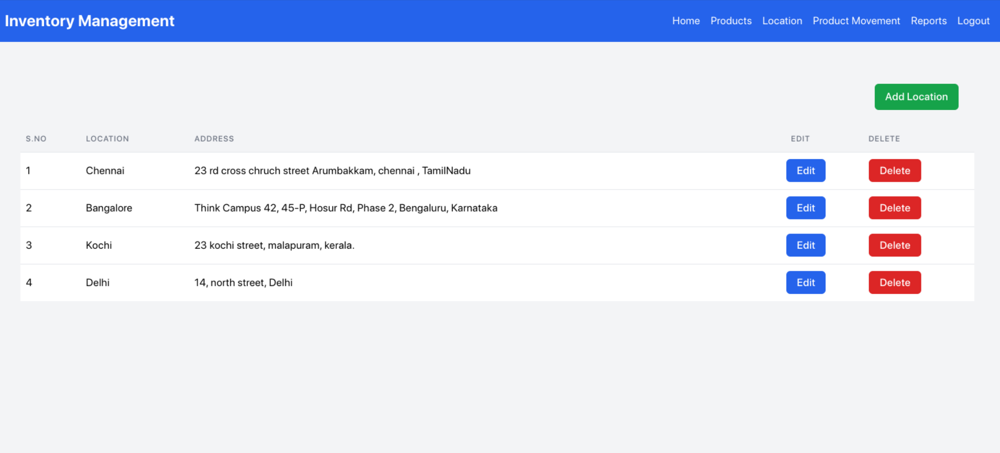 Inventory Management Home Products Location Product Movement Reports Logout
Add Location
S.NO LOCATION ADDRESS EDIT DELETE
1 Chennai 23 rd cross chruch street Arumbakkam, chennai , TamilNadu Edit Delete
2 Bangalore Think Campus 42, 45-P, Hosur Rd, Phase 2, Bengaluru, Karnataka Edit Delete
3 Kochi 23 kochi street, malapuram, kerala. Edit Delete
4 Delhi 14, north street, Delhi Edit Delete